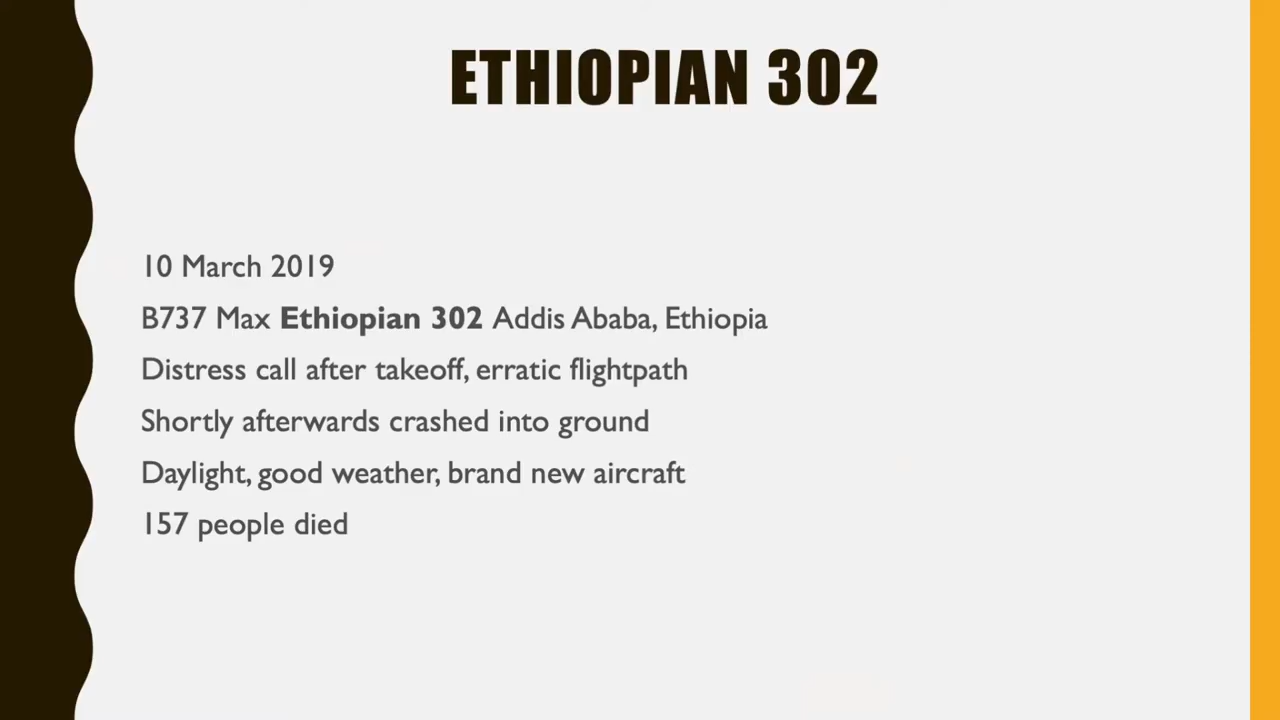 ETHIOPIAN 302
10 March 2019
B737 Max Ethiopian 302 Addis Ababa, Ethiopia
Distress call after takeoff, erratic flightpath
Shortly afterwards crashed into ground
Daylight, good weather, brand new aircraft
157 people died